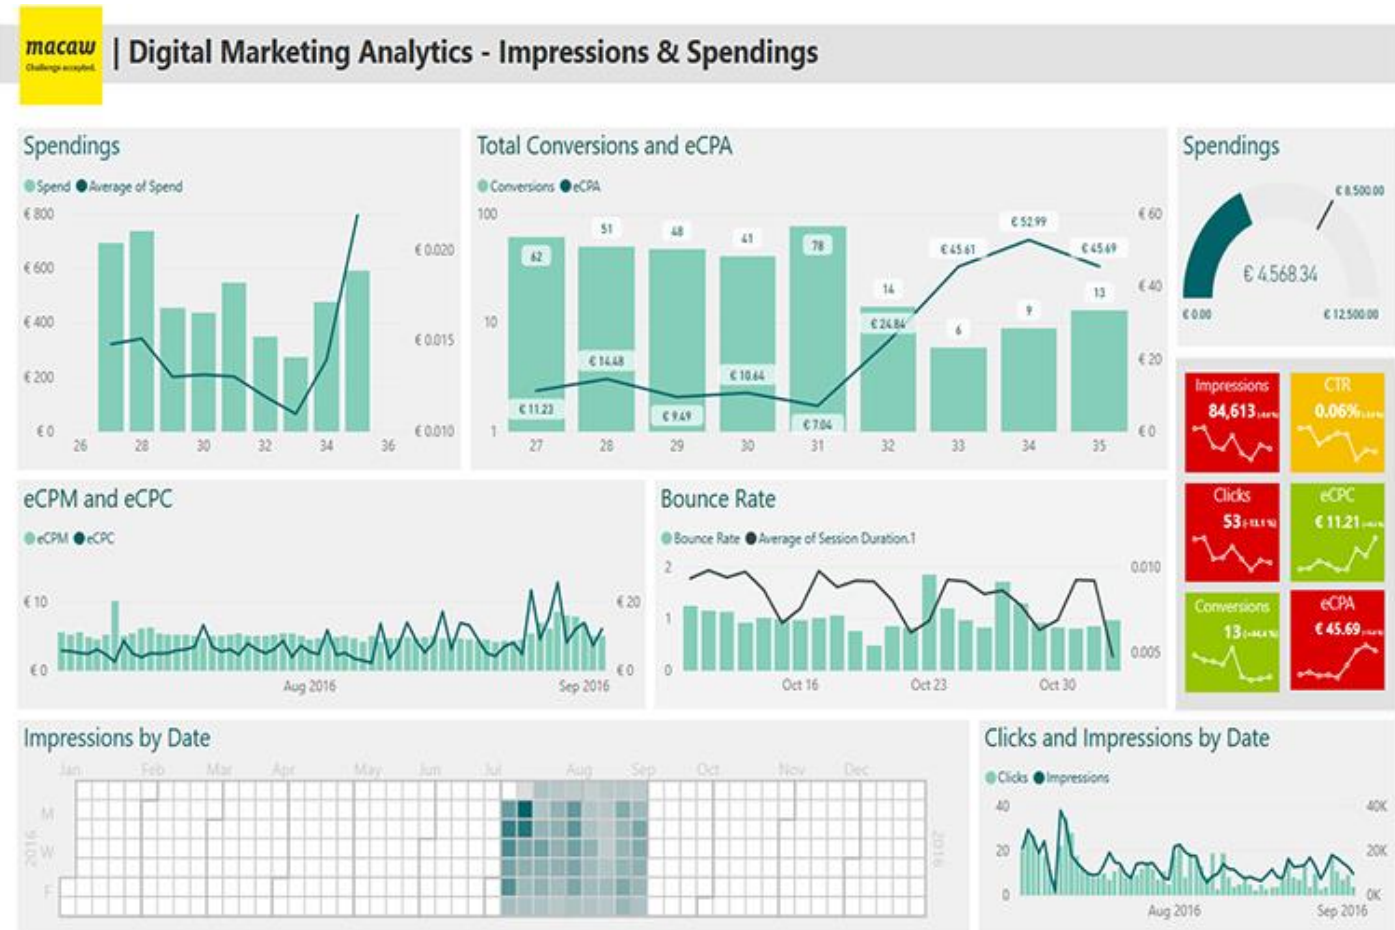 macaw
Challenge accepted.
| Digital Marketing Analytics - Impressions & Spendings
Spendings
Spend Average of Spend
€ 800
€ 600
€ 400
€ 200
€ 0
€ 0.020
€ 0.015
€ 0.010
26 28 30 32 34 36
Total Conversions and eCPA
Conversions eCPA
100
10
1
€ 60
€ 40
€ 20
€ 0
62 51 48 41 78 14 6 9 13
€ 11.23 € 14.48 € 9.49 € 10.64 € 7.04 € 24.84 € 45.61 € 52.99 € 45.69
27 28 29 30 31 32 33 34 35
Spendings
€ 8,500.00
€ 4.568.34
€ 0.00 € 12,500.00
Impressions
84,613
CTR
0.06%
Clicks
53 (-13.1 %)
eCPC
€ 11.21
Conversions
13 (+44.4 %)
eCPA
€ 45.69
eCPM and eCPC
eCPM eCPC
€ 10
€ 0
€ 20
€ 0
Aug 2016 Sep 2016
Bounce Rate
Bounce Rate Average of Session Duration.1
2
1
0
0.010
0.005
Oct 16 Oct 23 Oct 30
Impressions by Date
Jan Feb Mar Apr May Jun Jul Aug Sep Oct Nov Dec
M
W
F
2016
2016
Clicks and Impressions by Date
Clicks Impressions
40
20
0
40K
20K
0K
Aug 2016 Sep 2016